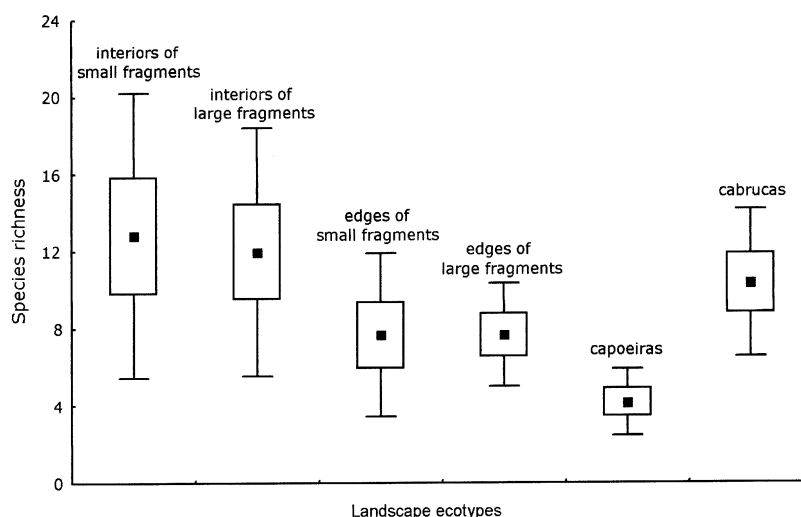 24
20
16
12
8
4
0
Species richness
interiors of
small fragments
interiors of
large fragments
edges of
small fragments
edges of
large fragments
capoeiras
cabrucas
Landscape ecotypes